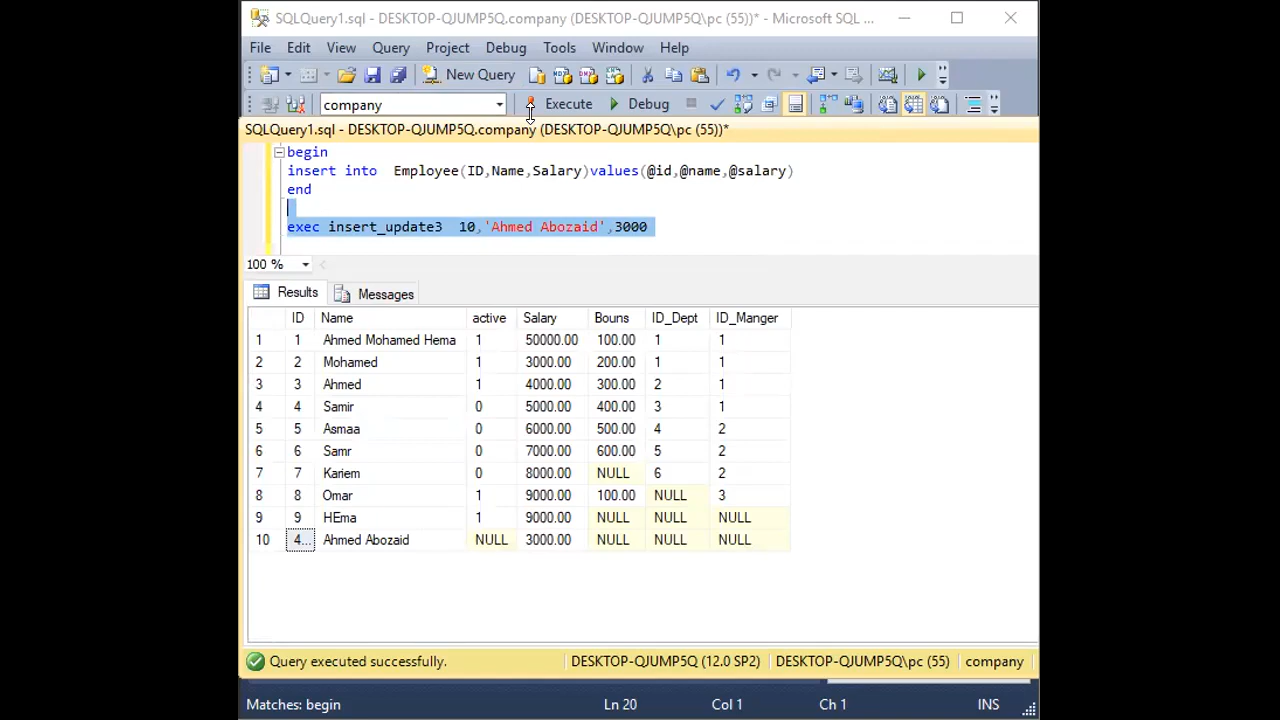 SQLQuery1.sql - DESKTOP-QJUMP5Q.company (DESKTOP-QJUMP5Q\pc (55))* - Microsoft SQL ...
File Edit View Query Project Debug Tools Window Help
New Query
company Execute Debug
SQLQuery1.sql - DESKTOP-QJUMP5Q.company (DESKTOP-QJUMP5Q\pc (55))*
begin
insert into  Employee(ID,Name,Salary)values(@id,@name,@salary)
end
exec insert_update3  10,'Ahmed Abozaid',3000
100 %
Results Messages
ID Name active Salary Bouns ID_Dept ID_Manger
1 1 Ahmed Mohamed Hema 1 50000.00 100.00 1 1
2 2 Mohamed 1 3000.00 200.00 1 1
3 3 Ahmed 1 4000.00 300.00 2 1
4 4 Samir 0 5000.00 400.00 3 1
5 5 Asmaa 0 6000.00 500.00 4 2
6 6 Samr 0 7000.00 600.00 5 2
7 7 Kariem 0 8000.00 NULL 6 2
8 8 Omar 1 9000.00 100.00 NULL 3
9 9 HEma 1 9000.00 NULL NULL NULL
10 4... Ahmed Abozaid NULL 3000.00 NULL NULL NULL
Query executed successfully. DESKTOP-QJUMP5Q (12.0 SP2) DESKTOP-QJUMP5Q\pc (55) company
Matches: begin Ln 20 Col 1 Ch 1 INS